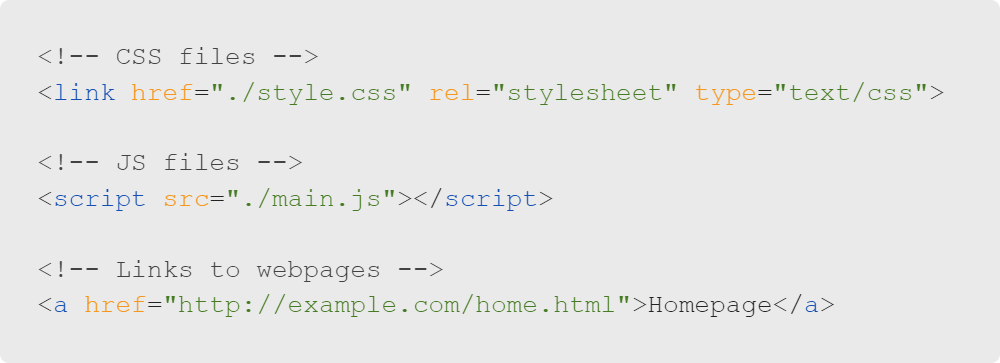 <!-- CSS files -->
<link href="./style.css" rel="stylesheet" type="text/css">
<!-- JS files -->
<script src="./main.js"></script>
<!-- Links to webpages -->
<a href="http://example.com/home.html">Homepage</a>